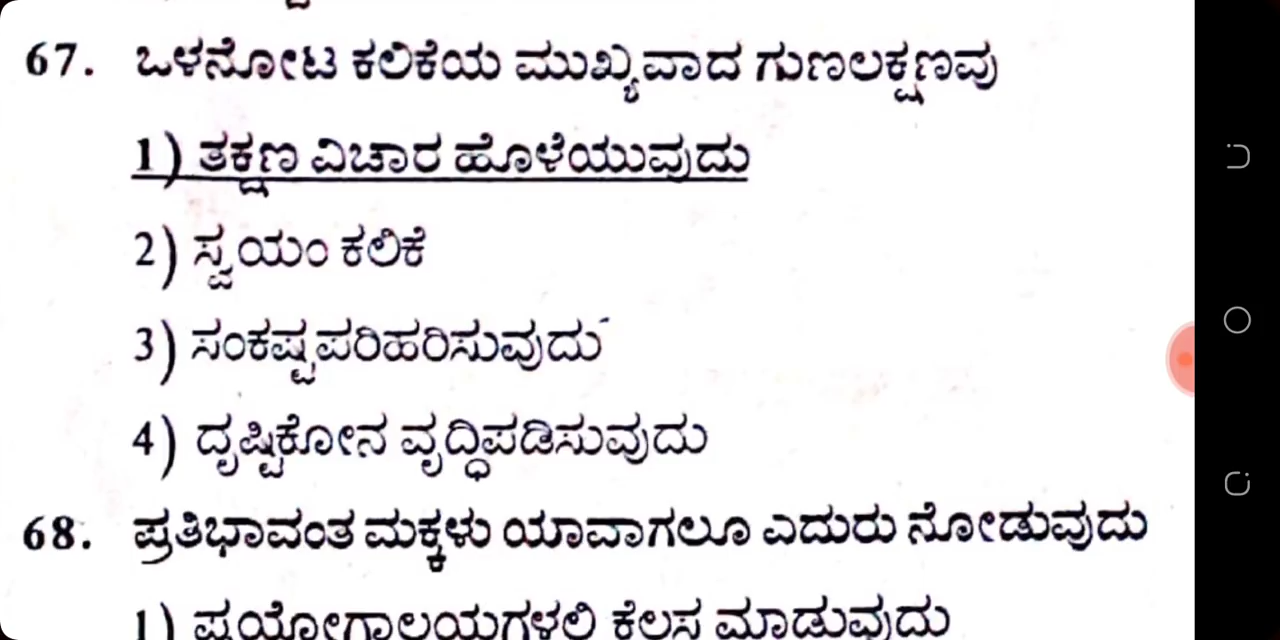 67. ಒಳನೋಟ ಕಲಿಕೆಯ ಮುಖ್ಯವಾದ ಗುಣಲಕ್ಷಣವು
1) ತಕ್ಷಣ ವಿಚಾರ ಹೊಳೆಯುವುದು
2) ಸ್ವಯಂ ಕಲಿಕೆ
3) ಸಂಕಷ್ಟಪರಿಹರಿಸುವುದು
4) ದೃಷ್ಟಿಕೋನ ವೃದ್ಧಿಪಡಿಸುವುದು
68. ಪ್ರತಿಭಾವಂತ ಮಕ್ಕಳು ಯಾವಾಗಲೂ ಎದುರು ನೋಡುವುದು
1) ಪ್ರಯೋಗಾಲಯಗಳಲ್ಲಿ ಕೆಲಸ ಮಾಡುವುದು